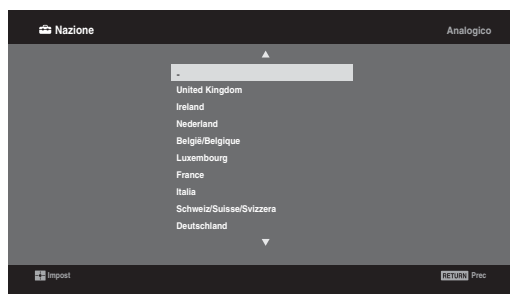 Nazione
Analogico
-
United Kingdom
Ireland
Nederland
België/Belgique
Luxembourg
France
Italia
Schweiz/Suisse/Svizzera
Deutschland
Impost
RETURN Prec